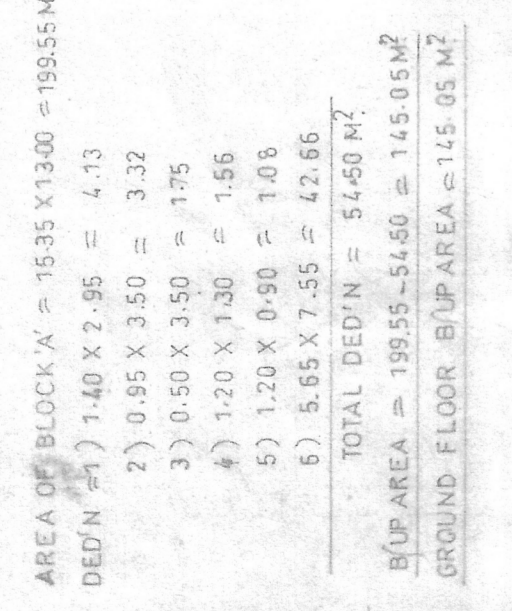 AREA OF BLOCK 'A' = 15.35 X 13.00 = 199.55 M
DED'N = 1) 1.40 X 2.95 = 4.13
2) 0.95 X 3.50 = 3.32
3) 0.50 X 3.50 = 1.75
4) 1.20 X 1.30 = 1.56
5) 1.20 X 0.90 = 1.08
6) 5.65 X 7.55 = 42.66
TOTAL DED'N = 54.50 M²
B/UP AREA = 199.55 - 54.50 = 145.05 M²
GROUND FLOOR B/UP AREA = 145.05 M²